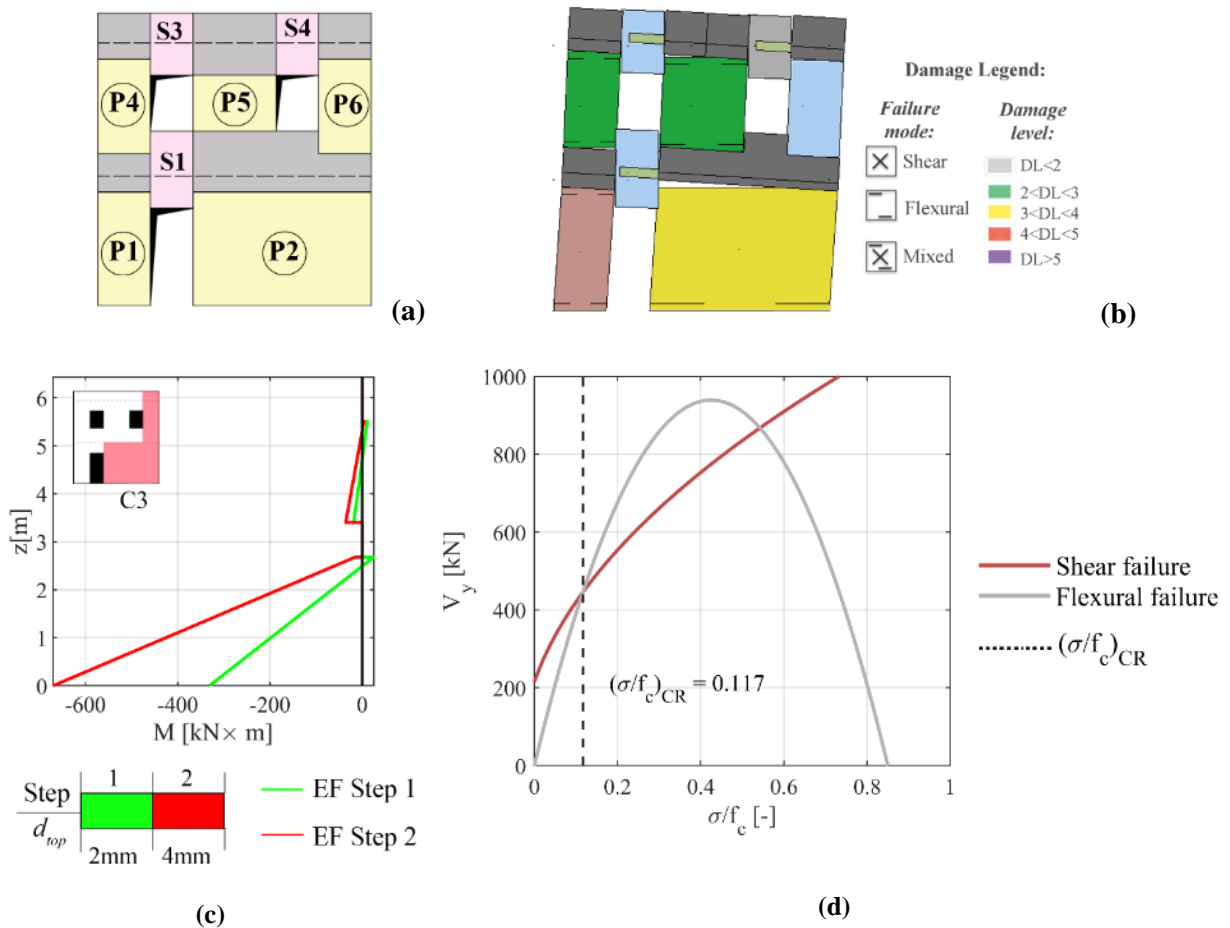 S3
S4
P4
P5
P6
S1
P1
P2
(a)
Damage Legend:
Failure mode:
Damage level:
Shear
Flexural
Mixed
DL<2
2<DL<3
3<DL<4
4<DL<5
DL>5
(b)
6
5
4
3
2
1
0
z[m]
C3
-600
-400
-200
0
M [kN× m]
Step
d_top
1
2
2mm
4mm
EF Step 1
EF Step 2
(c)
1000
800
600
400
200
0
V_y [kN]
(σ/f_c)_CR = 0.117
0
0.2
0.4
0.6
0.8
1
σ/f_c [-]
Shear failure
Flexural failure
(σ/f_c)_CR
(d)